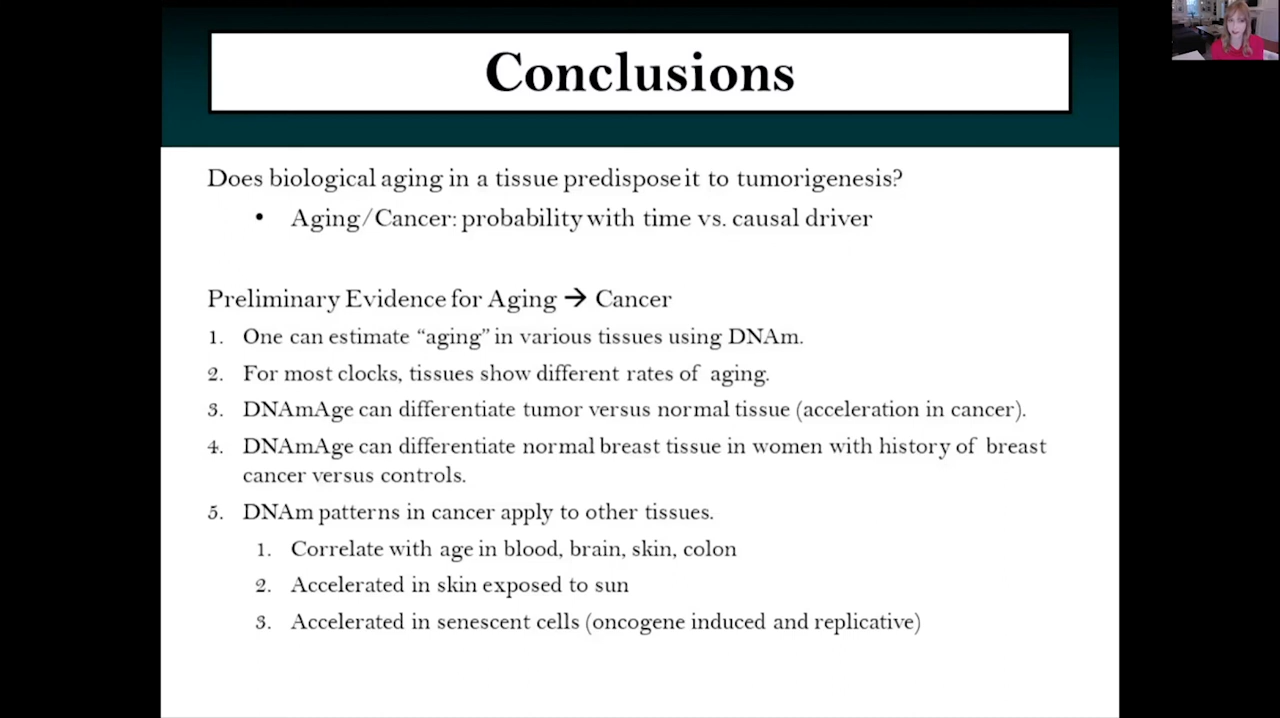 Conclusions
Does biological aging in a tissue predispose it to tumorigenesis?
• Aging/Cancer: probability with time vs. causal driver
Preliminary Evidence for Aging → Cancer
1. One can estimate “aging” in various tissues using DNAm.
2. For most clocks, tissues show different rates of aging.
3. DNAmAge can differentiate tumor versus normal tissue (acceleration in cancer).
4. DNAmAge can differentiate normal breast tissue in women with history of breast
cancer versus controls.
5. DNAm patterns in cancer apply to other tissues.
1. Correlate with age in blood, brain, skin, colon
2. Accelerated in skin exposed to sun
3. Accelerated in senescent cells (oncogene induced and replicative)